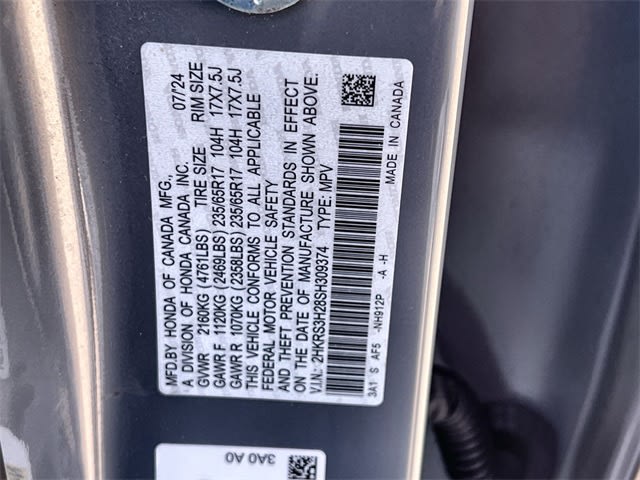 MFD.BY HONDA OF CANADA MFG., 07/24
A DIVISION OF HONDA CANADA INC.
GVWR 2160KG (4761LBS) TIRE SIZE RIM SIZE
GAWR F 1120KG (2469LBS) 235/65R17 104H 17X7.5J
GAWR R 1070KG (2358LBS) 235/65R17 104H 17X7.5J
THIS VEHICLE CONFORMS TO ALL APPLICABLE
FEDERAL MOTOR VEHICLE SAFETY
AND THEFT PREVENTION STANDARDS IN EFFECT
ON THE DATE OF MANUFACTURE SHOWN ABOVE.
V.I.N.: 2HKRS3H28SH309374 TYPE: MPV
3A1 S AF5 -NH912P -A -H MADE IN CANADA
3A0 A0